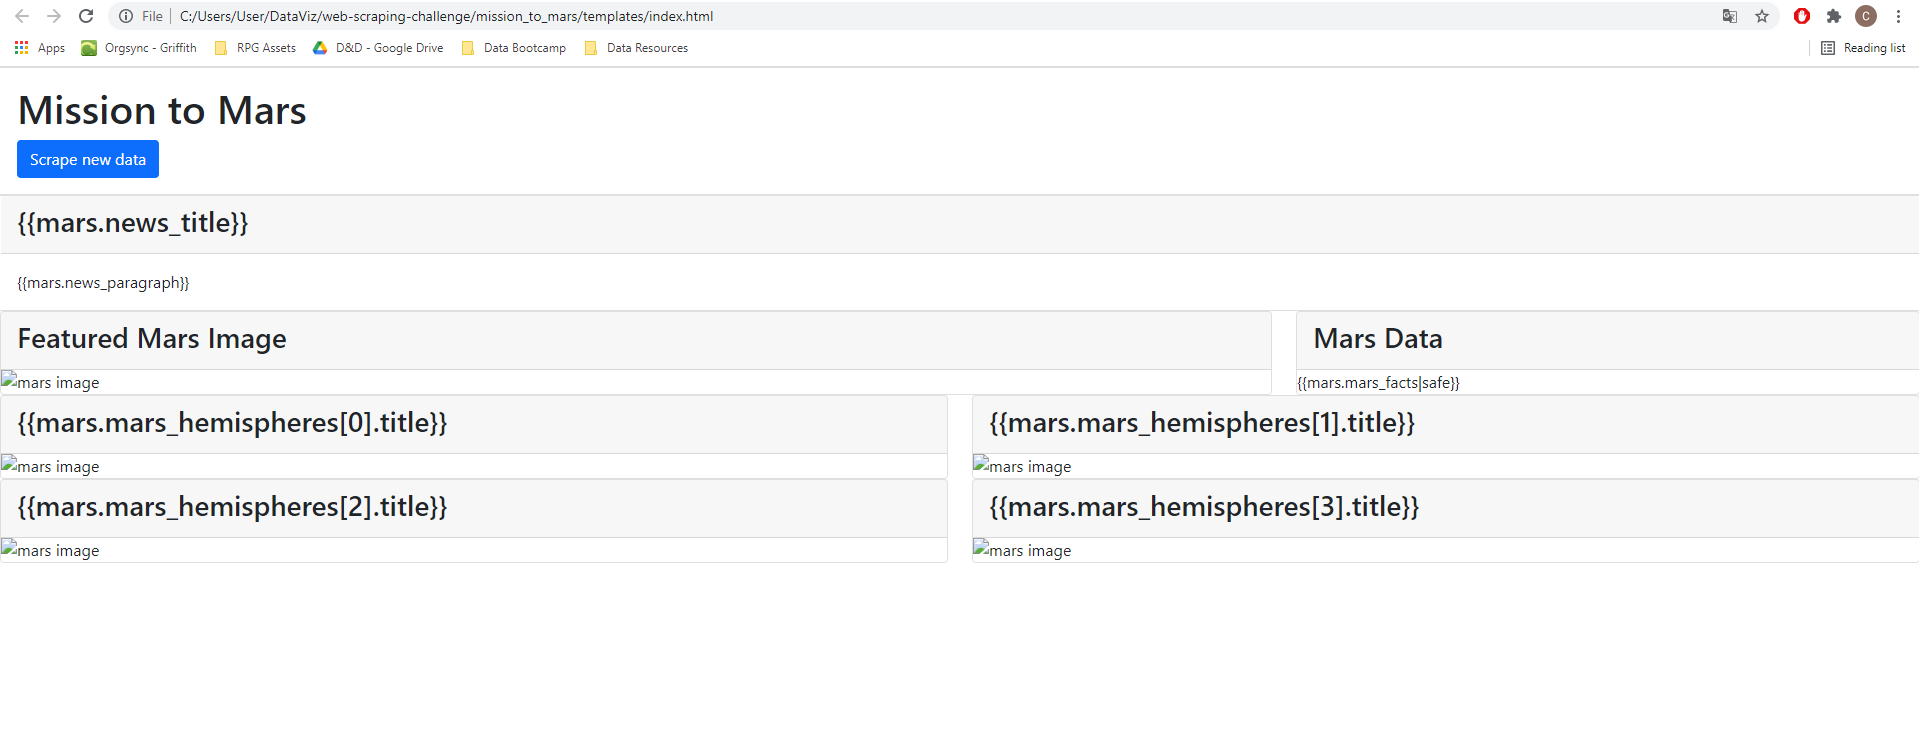 File | C:/Users/User/DataViz/web-scraping-challenge/mission_to_mars/templates/index.html
C
Apps Orgsync - Griffith RPG Assets D&D - Google Drive Data Bootcamp Data Resources Reading list
Mission to Mars
Scrape new data
{{mars.news_title}}
{{mars.news_paragraph}}
Featured Mars Image
mars image
Mars Data
{{mars.mars_facts|safe}}
{{mars.mars_hemispheres[0].title}}
mars image
{{mars.mars_hemispheres[1].title}}
mars image
{{mars.mars_hemispheres[2].title}}
mars image
{{mars.mars_hemispheres[3].title}}
mars image